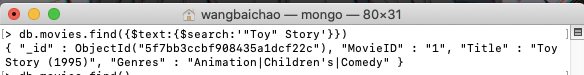 wangbaichao — mongo — 80×31
[> db.movies.find({$text:{$search:'"Toy" Story'}})
{ "_id" : ObjectId("5f7bb3ccbf908435a1dcf22c"), "MovieID" : "1", "Title" : "Toy
Story (1995)", "Genres" : "Animation|Children's|Comedy" }
[> db.movies.find()